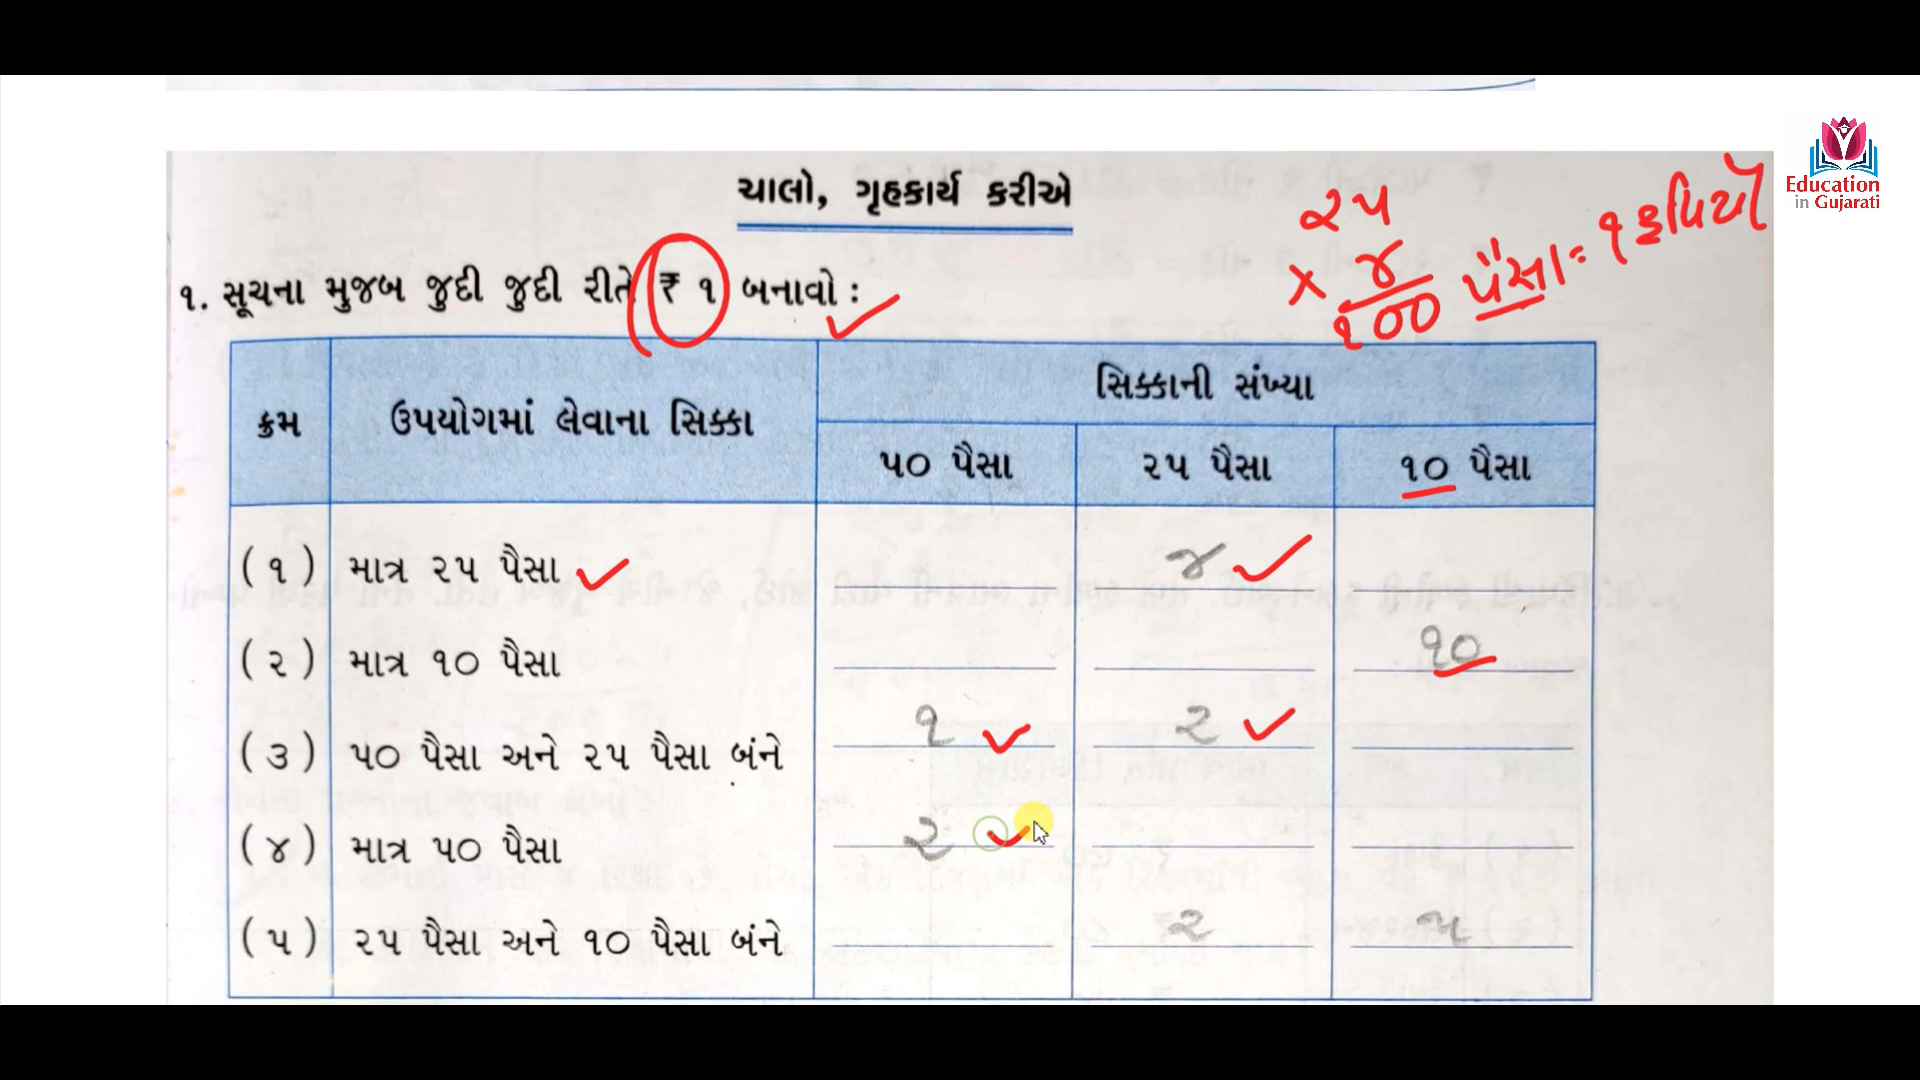 Education
in Gujarati
ચાલો, ગૃહકાર્ય કરીએ
૨૫
× ૪
૧૦૦ પૈસા = ૧ રૂપિયો
૧. સૂચના મુજબ જુદી જુદી રીતે ₹ ૧ બનાવો :
ક્રમ ઉપયોગમાં લેવાના સિક્કા સિક્કાની સંખ્યા
૫૦ પૈસા ૨૫ પૈસા ૧૦ પૈસા
(૧) માત્ર ૨૫ પૈસા ૪
(૨) માત્ર ૧૦ પૈસા ૧૦
(૩) ૫૦ પૈસા અને ૨૫ પૈસા બંને ૧ ૨
(૪) માત્ર ૫૦ પૈસા ૨
(૫) ૨૫ પૈસા અને ૧૦ પૈસા બંને ૨ ૫